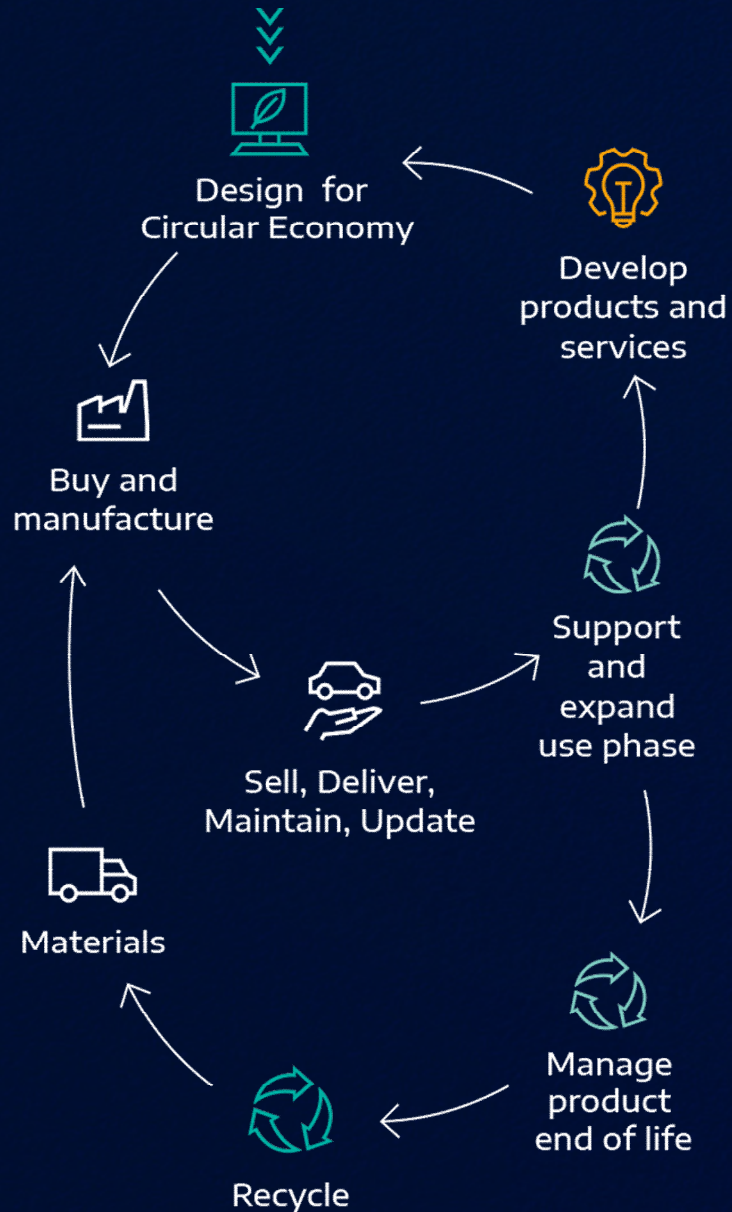 Design for
Circular Economy
Develop
products and
services
Buy and
manufacture
Support
and
expand
use phase
Sell, Deliver,
Maintain, Update
Materials
Manage
product
end of life
Recycle